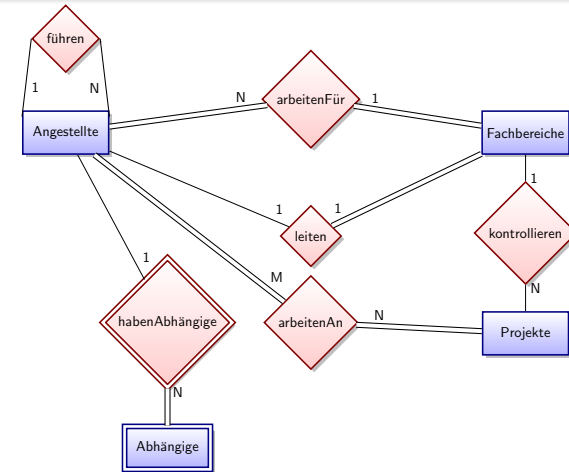 führen
1
N
N
arbeitenFür
1
Angestellte
Fachbereiche
1
1
leiten
1
kontrollieren
1
M
N
habenAbhängige
arbeitenAn
N
Projekte
N
Abhängige